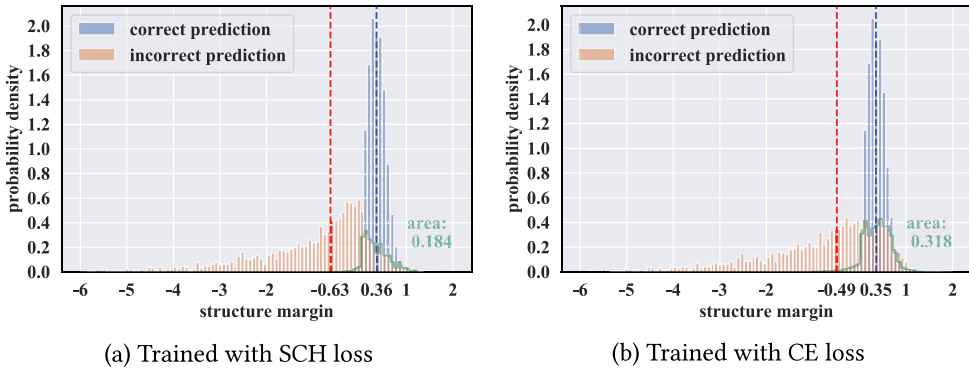 correct prediction
incorrect prediction
probability density
2.0
1.8
1.6
1.4
1.2
1.0
0.8
0.6
0.4
0.2
0.0
area:
0.184
-6 -5 -4 -3 -2 -0.63 0.36 1 2
structure margin
(a) Trained with SCH loss
correct prediction
incorrect prediction
probability density
2.0
1.8
1.6
1.4
1.2
1.0
0.8
0.6
0.4
0.2
0.0
area:
0.318
-6 -5 -4 -3 -2 -0.49 0.35 1 2
structure margin
(b) Trained with CE loss